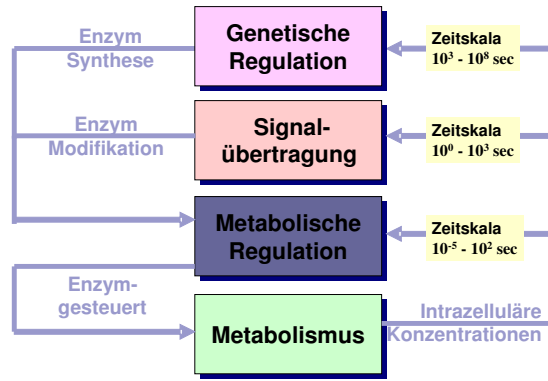 Enzym
Synthese
Genetische
Regulation
Zeitskala
10³ - 10⁸ sec
Enzym
Modifikation
Signal-
übertragung
Zeitskala
10⁰ - 10³ sec
Metabolische
Regulation
Zeitskala
10⁻⁵ - 10² sec
Enzym-
gesteuert
Metabolismus
Intrazelluläre
Konzentrationen